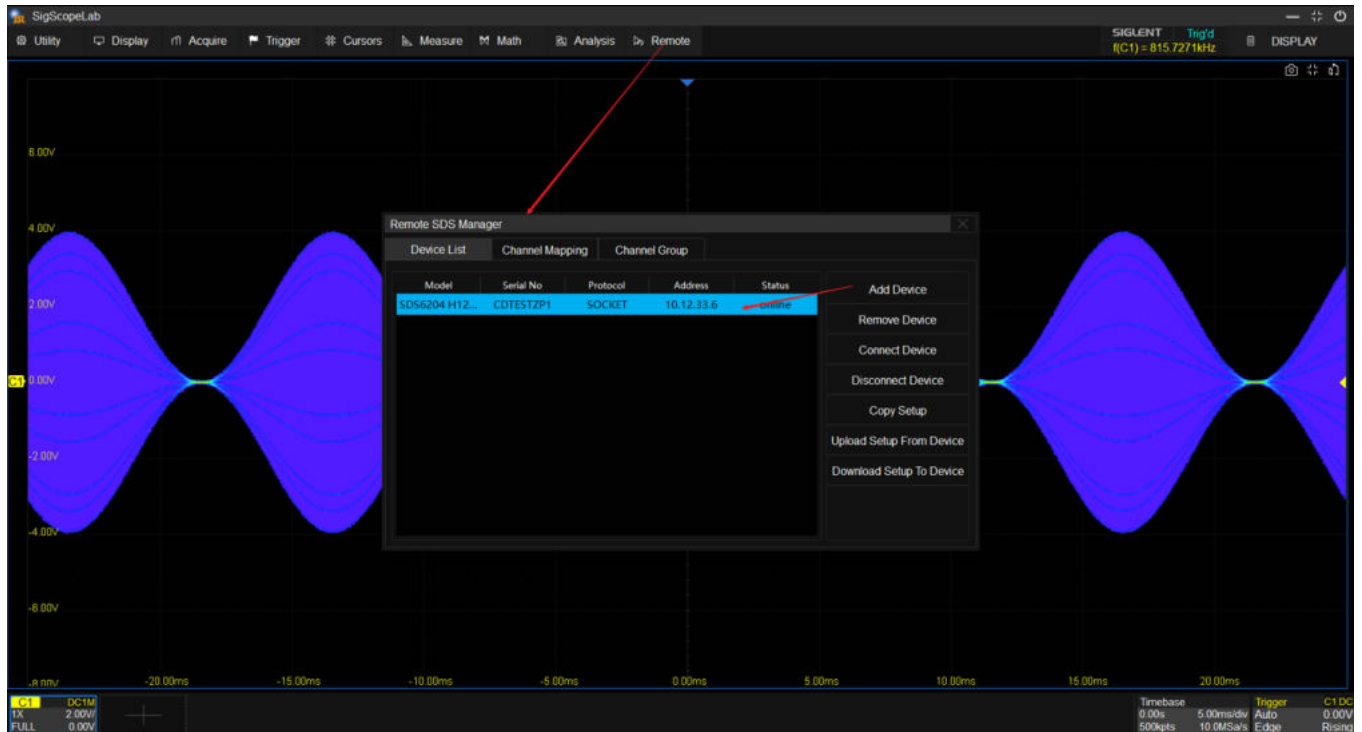 SigScopeLab
Utility Display Acquire Trigger Cursors Measure Math Analysis Remote
SIGLENT Trig'd
f(C1) = 815.7271kHz
DISPLAY
6.00V
4.00V
2.00V
C1 0.00V
-2.00V
-4.00V
-6.00V
-8.00V
-20.00ms -15.00ms -10.00ms -5.00ms 0.00ms 5.00ms 10.00ms 15.00ms 20.00ms
Remote SDS Manager
Device List Channel Mapping Channel Group
Model Serial No Protocol Address Status
SDS6204 H12... CDTESTZP1 SOCKET 10.12.33.6 online
Add Device
Remove Device
Connect Device
Disconnect Device
Copy Setup
Upload Setup From Device
Download Setup To Device
C1 DC1M
1X 2.00V/
FULL 0.00V
Timebase
0.00s 5.00ms/div
500kpts 10.0MSa/s
Trigger C1 DC
Auto 0.00V
Edge Rising